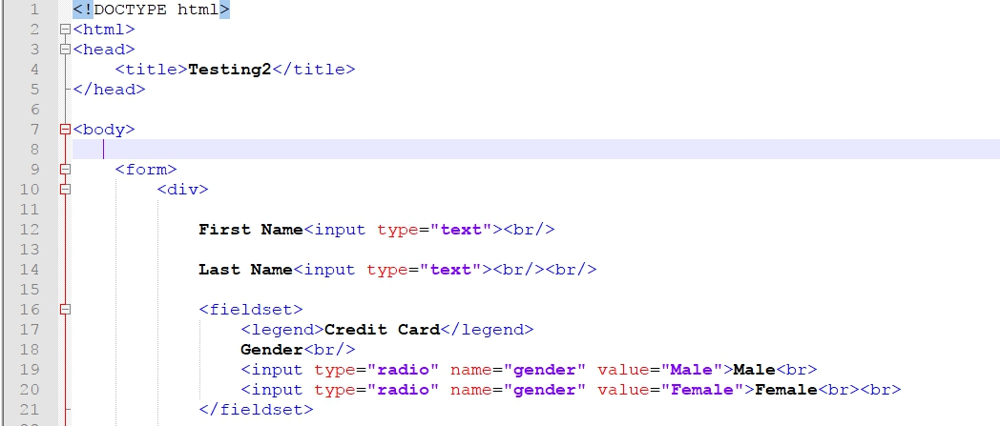 1 <!DOCTYPE html>
2 <html>
3 <head>
4 <title>Testing2</title>
5 </head>
6
7 <body>
8
9 <form>
10 <div>
11
12 First Name<input type="text"><br/>
13
14 Last Name<input type="text"><br/><br/>
15
16 <fieldset>
17 <legend>Credit Card</legend>
18 Gender<br/>
19 <input type="radio" name="gender" value="Male">Male<br>
20 <input type="radio" name="gender" value="Female">Female<br><br>
21 </fieldset>